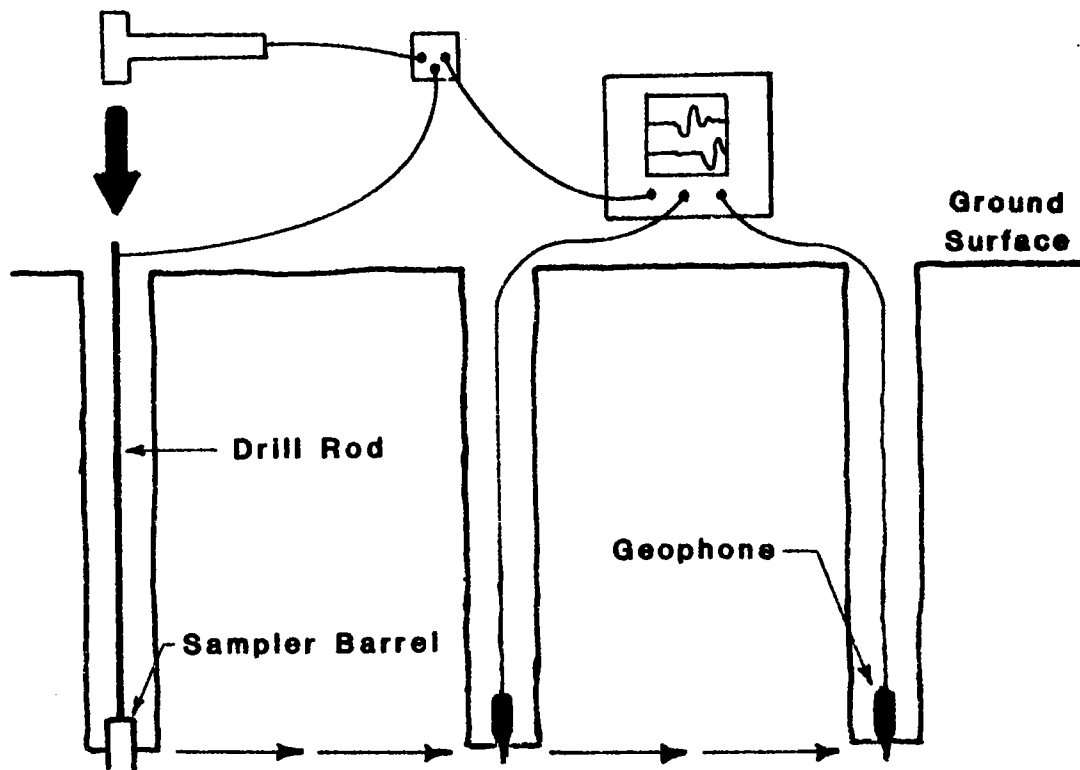 Ground
Surface
Drill Rod
Geophone
Sampler Barrel